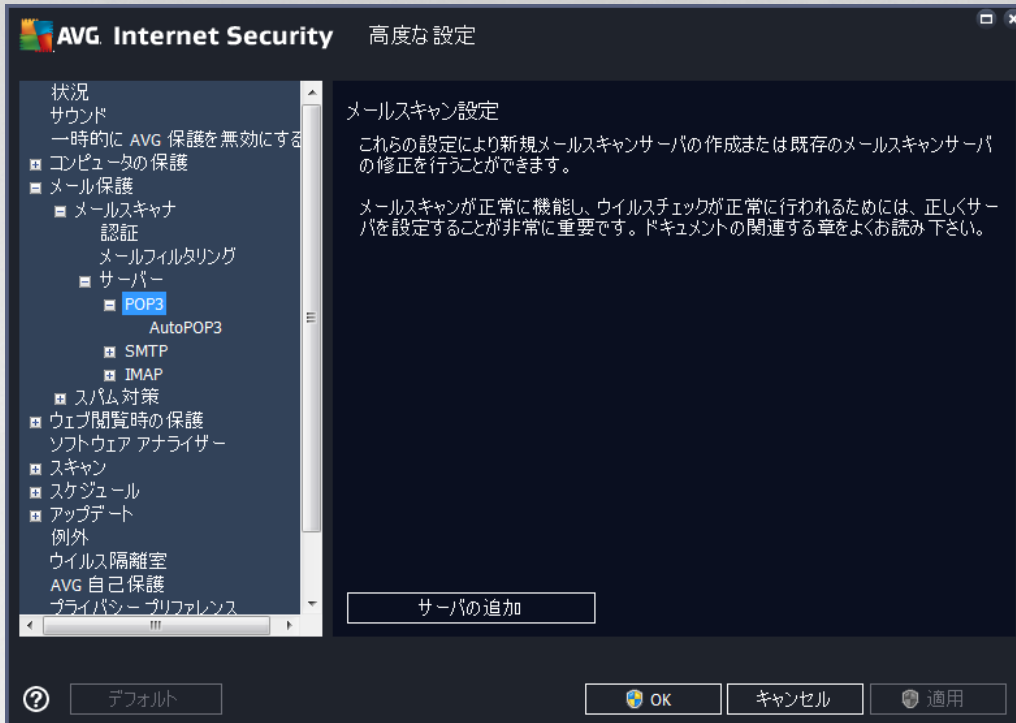 AVG. Internet Security 高度な設定
状況
サウンド
一時的に AVG 保護を無効にする
コンピュータの保護
メール保護
メールスキャナ
認証
メールフィルタリング
サーバー
POP3
AutoPOP3
SMTP
IMAP
スパム対策
ウェブ閲覧時の保護
ソフトウェア アナライザー
スキャン
スケジュール
アップデート
例外
ウイルス隔離室
AVG 自己保護
プライバシー プリファレンス
メールスキャン設定
これらの設定により新規メールスキャンサーバの作成または既存のメールスキャンサーバ
の修正を行うことができます。
メールスキャンが正常に機能し、ウイルスチェックが正常に行われるためには、正しくサー
バを設定することが非常に重要です。ドキュメントの関連する章をよくお読み下さい。
サーバの追加
デフォルト
OK
キャンセル
適用